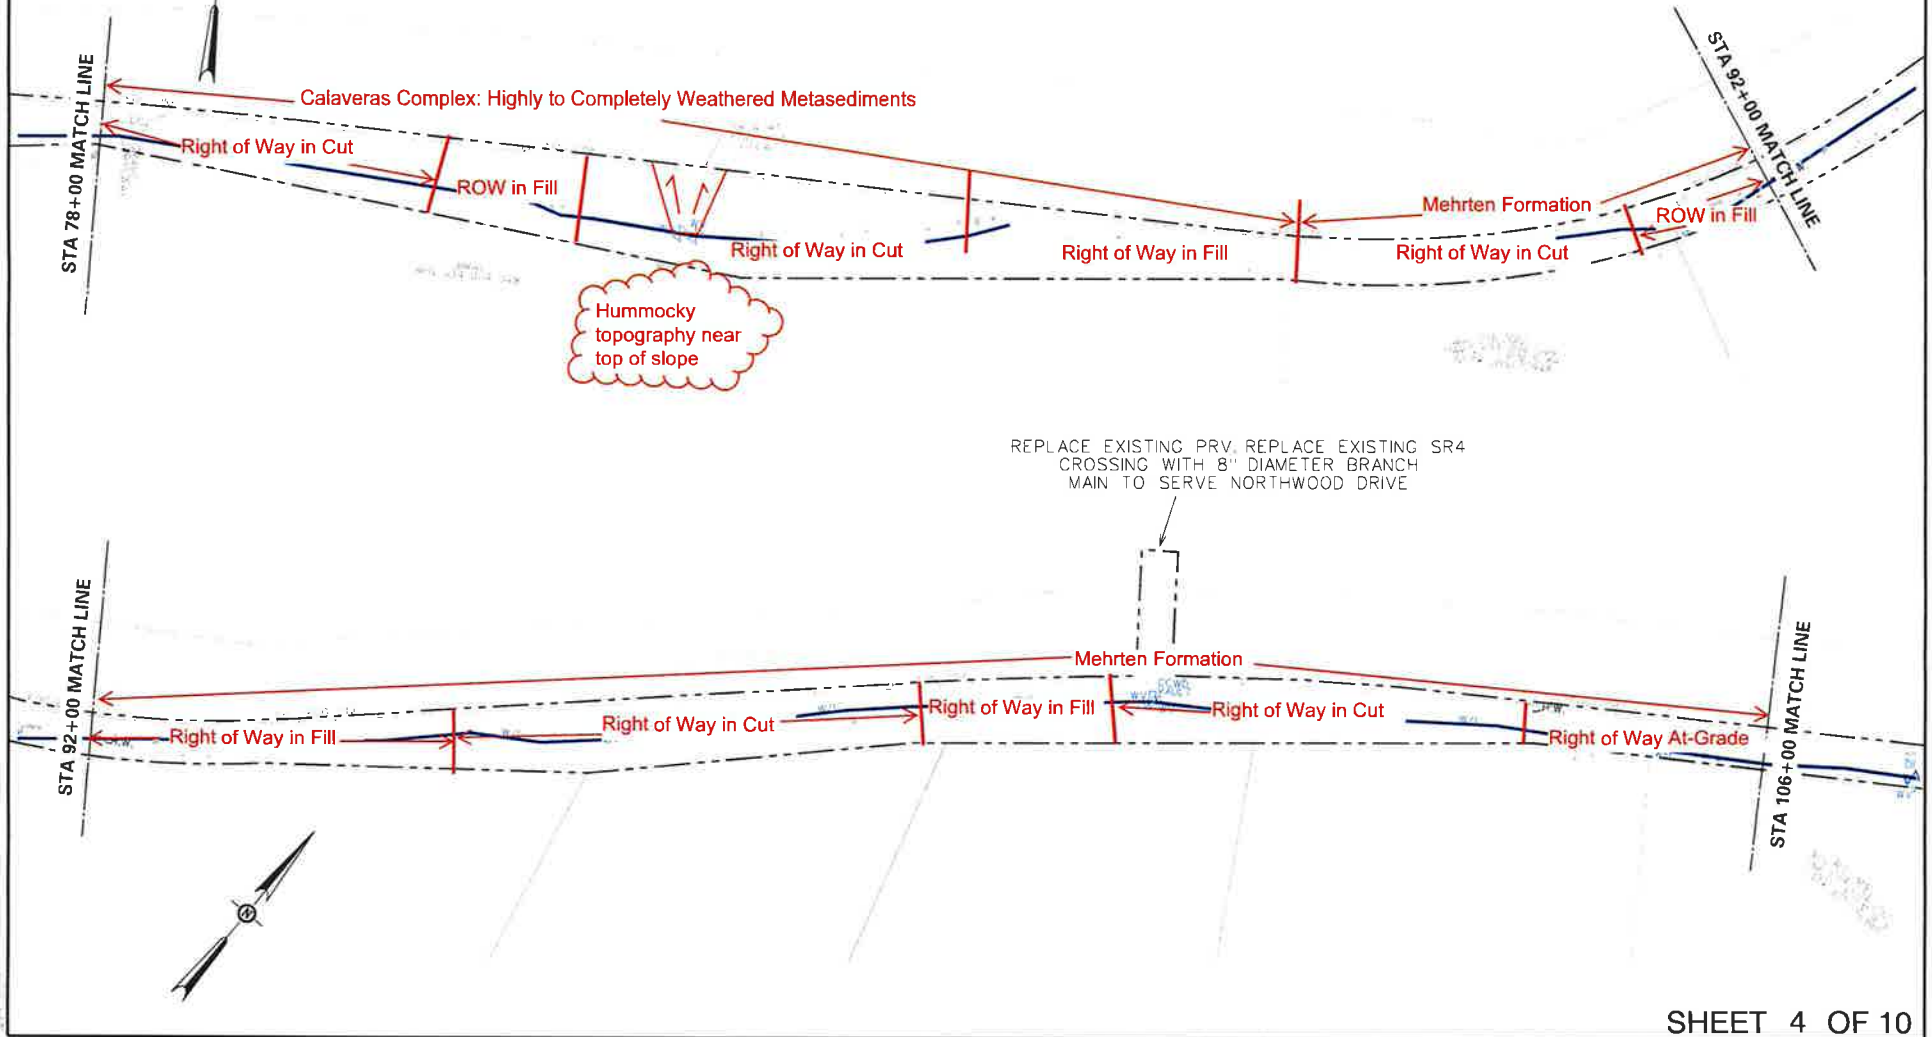 STA 78+00 MATCH LINE
Calaveras Complex: Highly to Completely Weathered Metasediments
Right of Way in Cut
ROW in Fill
Right of Way in Cut
Right of Way in Fill
Mehrten Formation
Right of Way in Cut
ROW in Fill
STA 92+00 MATCH LINE
Hummocky
topography near
top of slope
REPLACE EXISTING PRV. REPLACE EXISTING SR4
CROSSING WITH 8" DIAMETER BRANCH
MAIN TO SERVE NORTHWOOD DRIVE
STA 92+00 MATCH LINE
Mehrten Formation
Right of Way in Fill
Right of Way in Cut
Right of Way in Fill
Right of Way in Cut
Right of Way At-Grade
STA 106+00 MATCH LINE
N
SHEET 4 OF 10